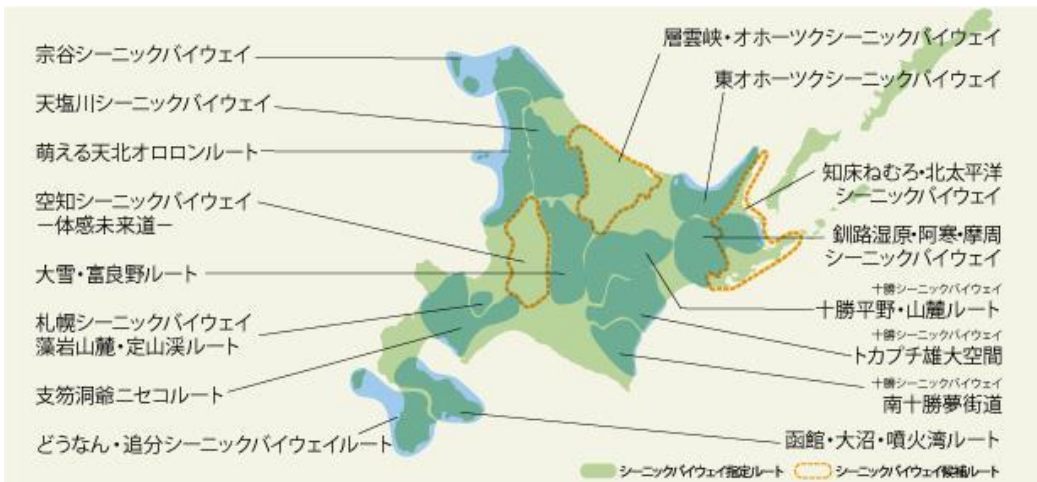 宗谷シーニックバイウェイ
天塩川シーニックバイウェイ
萌える天北オロロンルート
空知シーニックバイウェイ
－体感未来道－
大雪・富良野ルート
札幌シーニックバイウェイ
藻岩山麓・定山渓ルート
支笏洞爺ニセコルート
どうなん・追分シーニックバイウェイルート
層雲峡・オホーツクシーニックバイウェイ
東オホーツクシーニックバイウェイ
知床ねむろ・北太平洋
シーニックバイウェイ
釧路湿原・阿寒・摩周
シーニックバイウェイ
十勝シーニックバイウェイ
十勝平野・山麓ルート
十勝シーニックバイウェイ
トカプチ雄大空間
十勝シーニックバイウェイ
南十勝夢街道
函館・大沼・噴火湾ルート
シーニックバイウェイ指定ルート
シーニックバイウェイ候補ルート